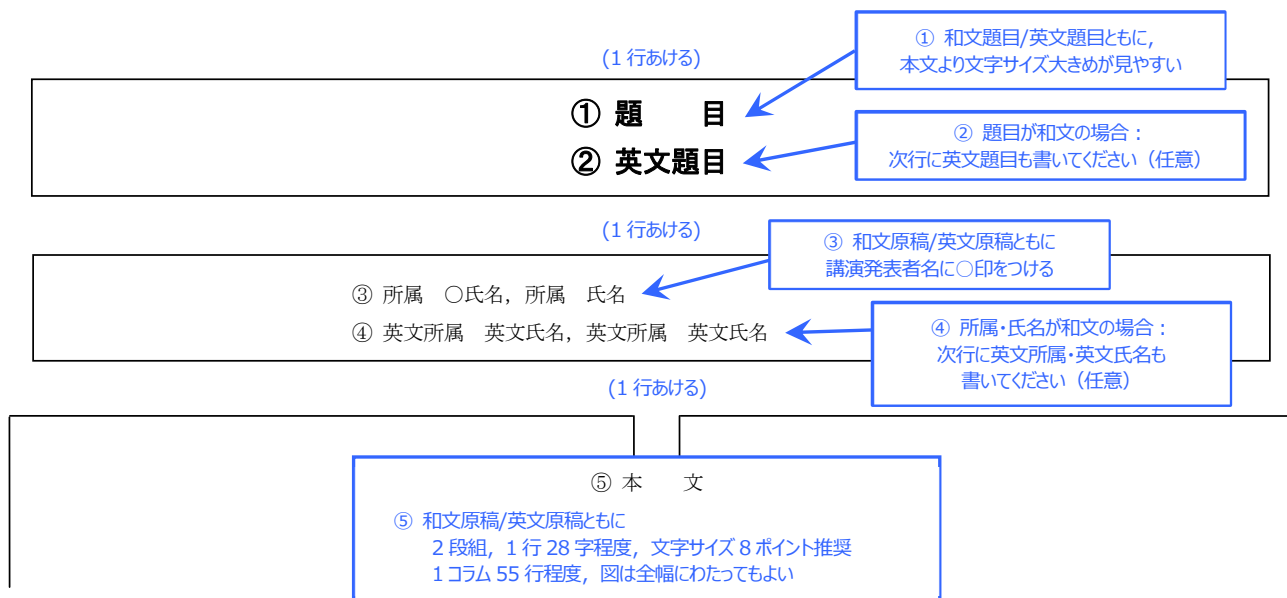 (1 行あける)
① 和文題目/英文題目ともに,
本文より文字サイズ大きめが見やすい
① 題　　目
② 英文題目
② 題目が和文の場合：
次行に英文題目も書いてください（任意）
(1 行あける)
③ 和文原稿/英文原稿ともに
講演発表者名に○印をつける
③ 所属　○氏名, 所属　氏名
④ 英文所属　英文氏名, 英文所属　英文氏名
④ 所属・氏名が和文の場合：
次行に英文所属・英文氏名も
書いてください（任意）
(1 行あける)
⑤ 本　　文
⑤ 和文原稿/英文原稿ともに
2 段組, 1 行 28 字程度, 文字サイズ 8 ポイント推奨
1 コラム 55 行程度, 図は全幅にわたってもよい